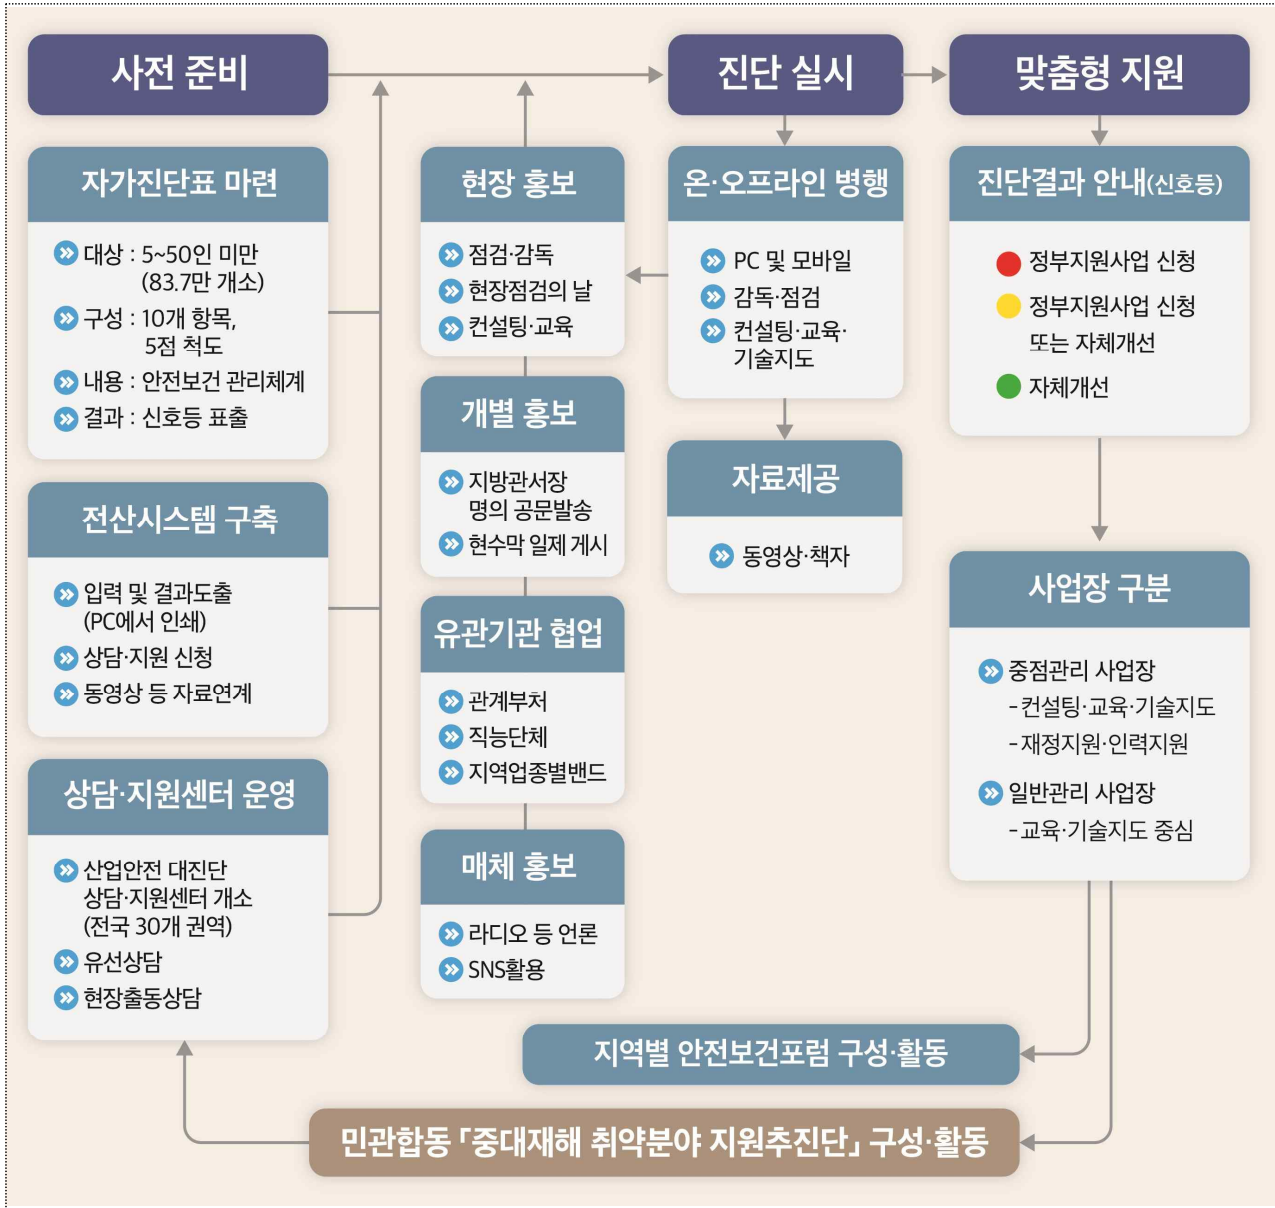 사전 준비
진단 실시
맞춤형 지원
자가진단표 마련
대상 : 5~50인 미만
(83.7만 개소)
구성 : 10개 항목,
5점 척도
내용 : 안전보건 관리체계
결과 : 신호등 표출
전산시스템 구축
입력 및 결과도출
(PC에서 인쇄)
상담·지원 신청
동영상 등 자료연계
상담·지원센터 운영
산업안전 대진단
상담·지원센터 개소
(전국 30개 권역)
유선상담
현장출동상담
현장 홍보
점검·감독
현장점검의 날
컨설팅·교육
개별 홍보
지방관서장
명의 공문발송
현수막 일제 게시
유관기관 협업
관계부처
직능단체
지역업종별밴드
매체 홍보
라디오 등 언론
SNS활용
온·오프라인 병행
PC 및 모바일
감독·점검
컨설팅·교육·
기술지도
자료제공
동영상·책자
진단결과 안내(신호등)
정부지원사업 신청
정부지원사업 신청
또는 자체개선
자체개선
사업장 구분
중점관리 사업장
-컨설팅·교육·기술지도
-재정지원·인력지원
일반관리 사업장
-교육·기술지도 중심
지역별 안전보건포럼 구성·활동
민관합동 「중대재해 취약분야 지원추진단」 구성·활동